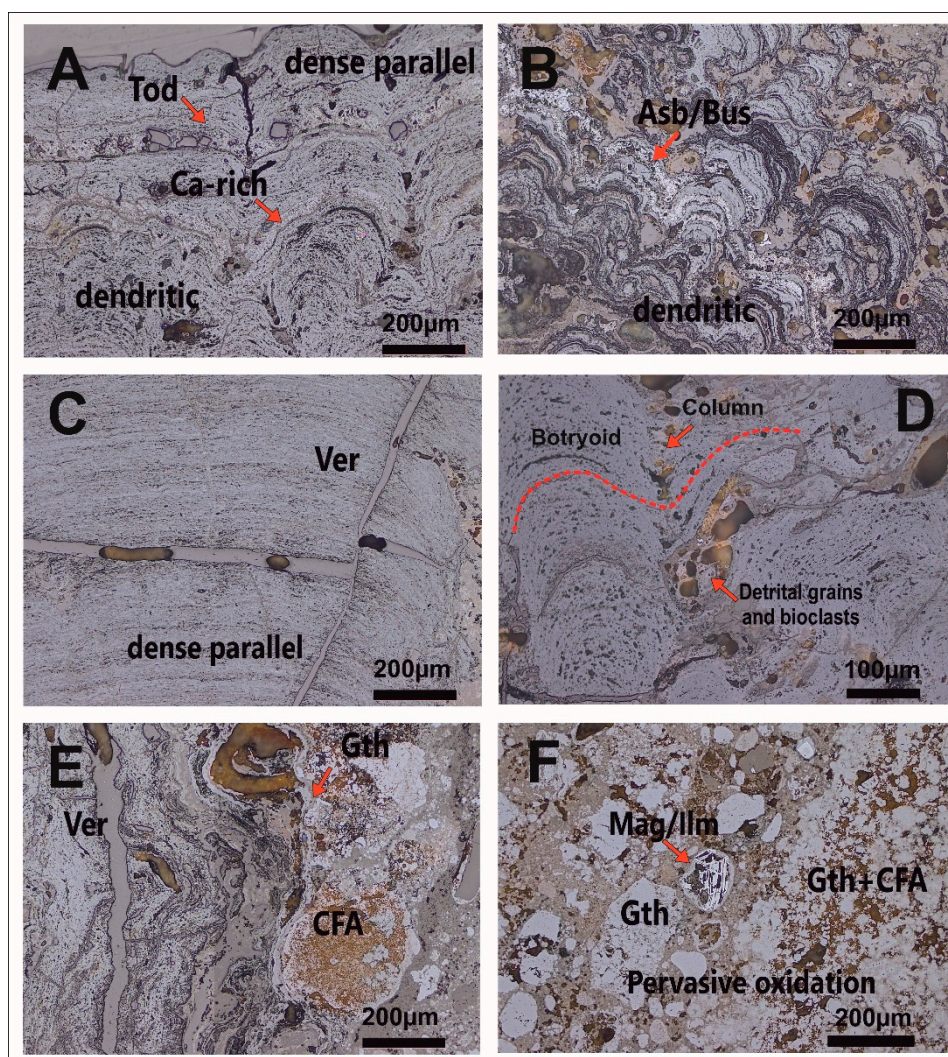 A
dense parallel
Tod
Ca-rich
dendritic
200µm
B
Asb/Bus
dendritic
200µm
C
Ver
dense parallel
200µm
D
Column
Botryoid
Detrital grains
and bioclasts
100µm
E
Gth
Ver
CFA
200µm
F
Mag/Ilm
Gth+CFA
Gth
Pervasive oxidation
200µm